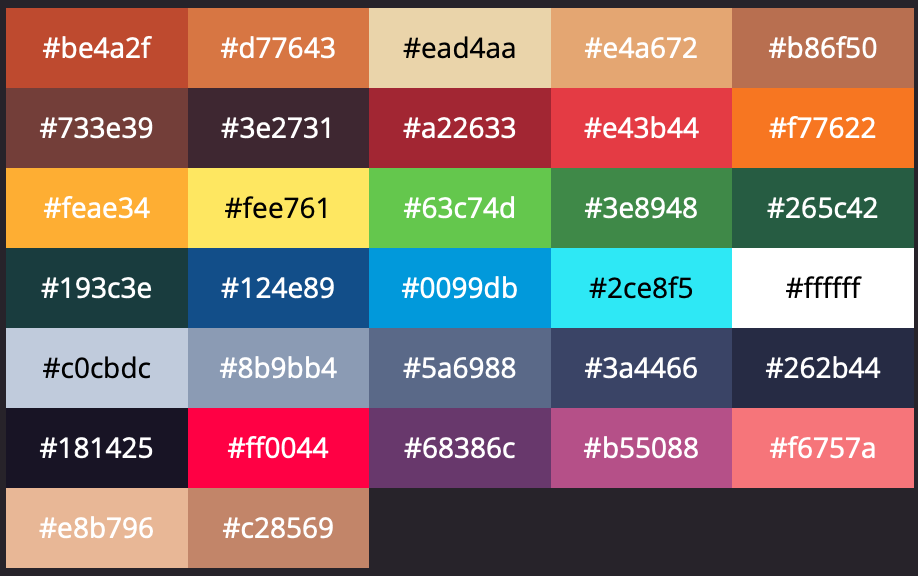 #be4a2f #d77643 #ead4aa #e4a672 #b86f50
#733e39 #3e2731 #a22633 #e43b44 #f77622
#feae34 #fee761 #63c74d #3e8948 #265c42
#193c3e #124e89 #0099db #2ce8f5 #ffffff
#c0cbdc #8b9bb4 #5a6988 #3a4466 #262b44
#181425 #ff0044 #68386c #b55088 #f6757a
#e8b796 #c28569